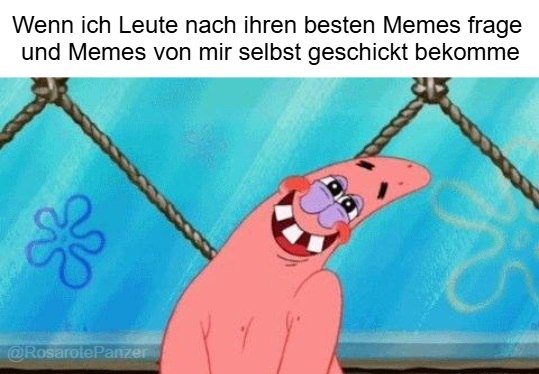 Wenn ich Leute nach ihren besten Memes frage
und Memes von mir selbst geschickt bekomme
@RosarotePanzer